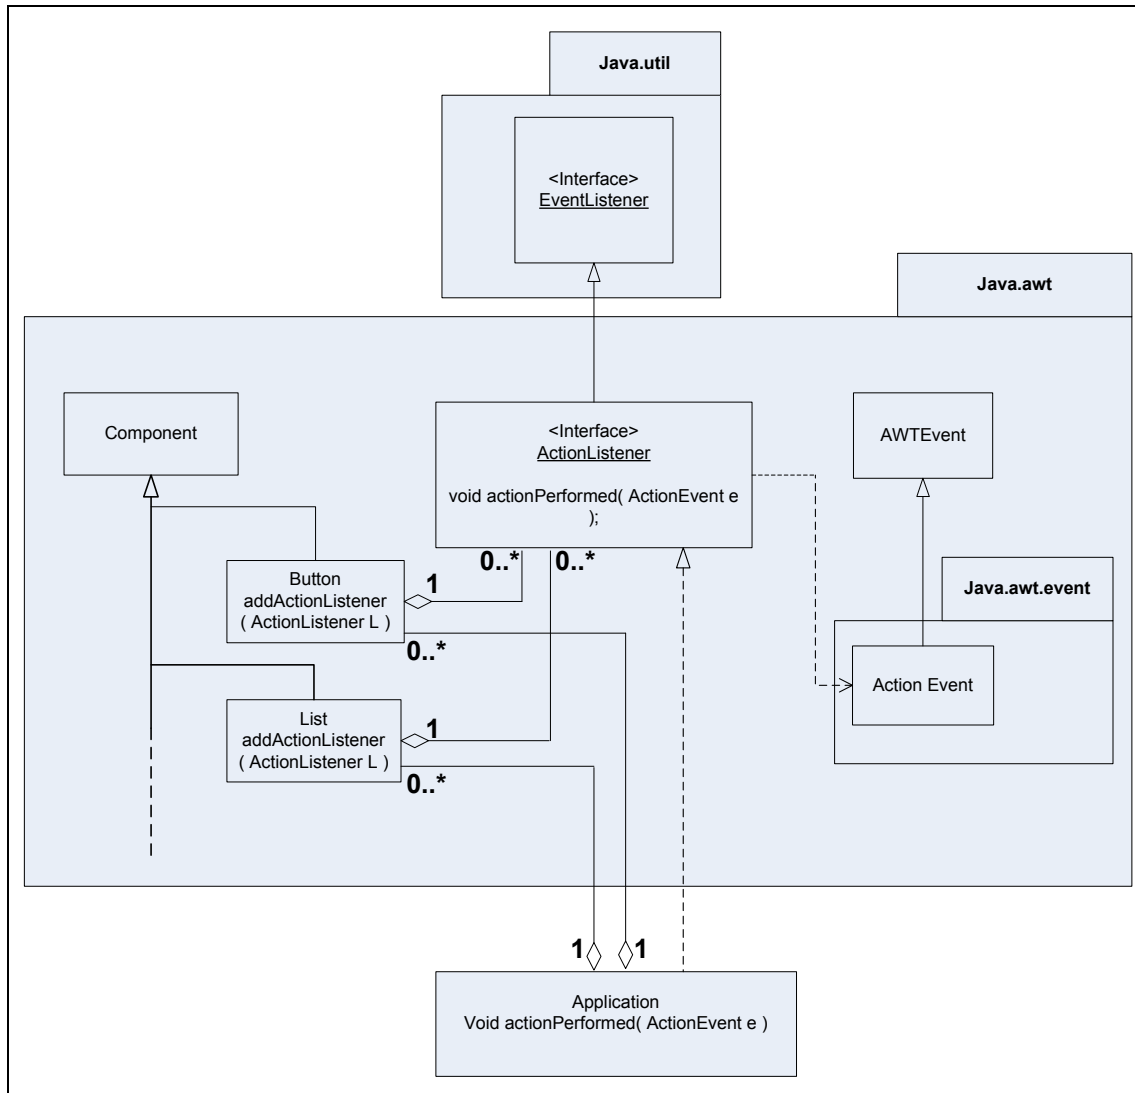 Java.util
<Interface>
EventListener
Java.awt
Component
<Interface>
ActionListener
void actionPerformed( ActionEvent e
);
AWTEvent
0..*
0..*
Button
addActionListener
( ActionListener L )
1
0..*
Java.awt.event
Action Event
List
addActionListener
( ActionListener L )
1
0..*
1
1
Application
Void actionPerformed( ActionEvent e )